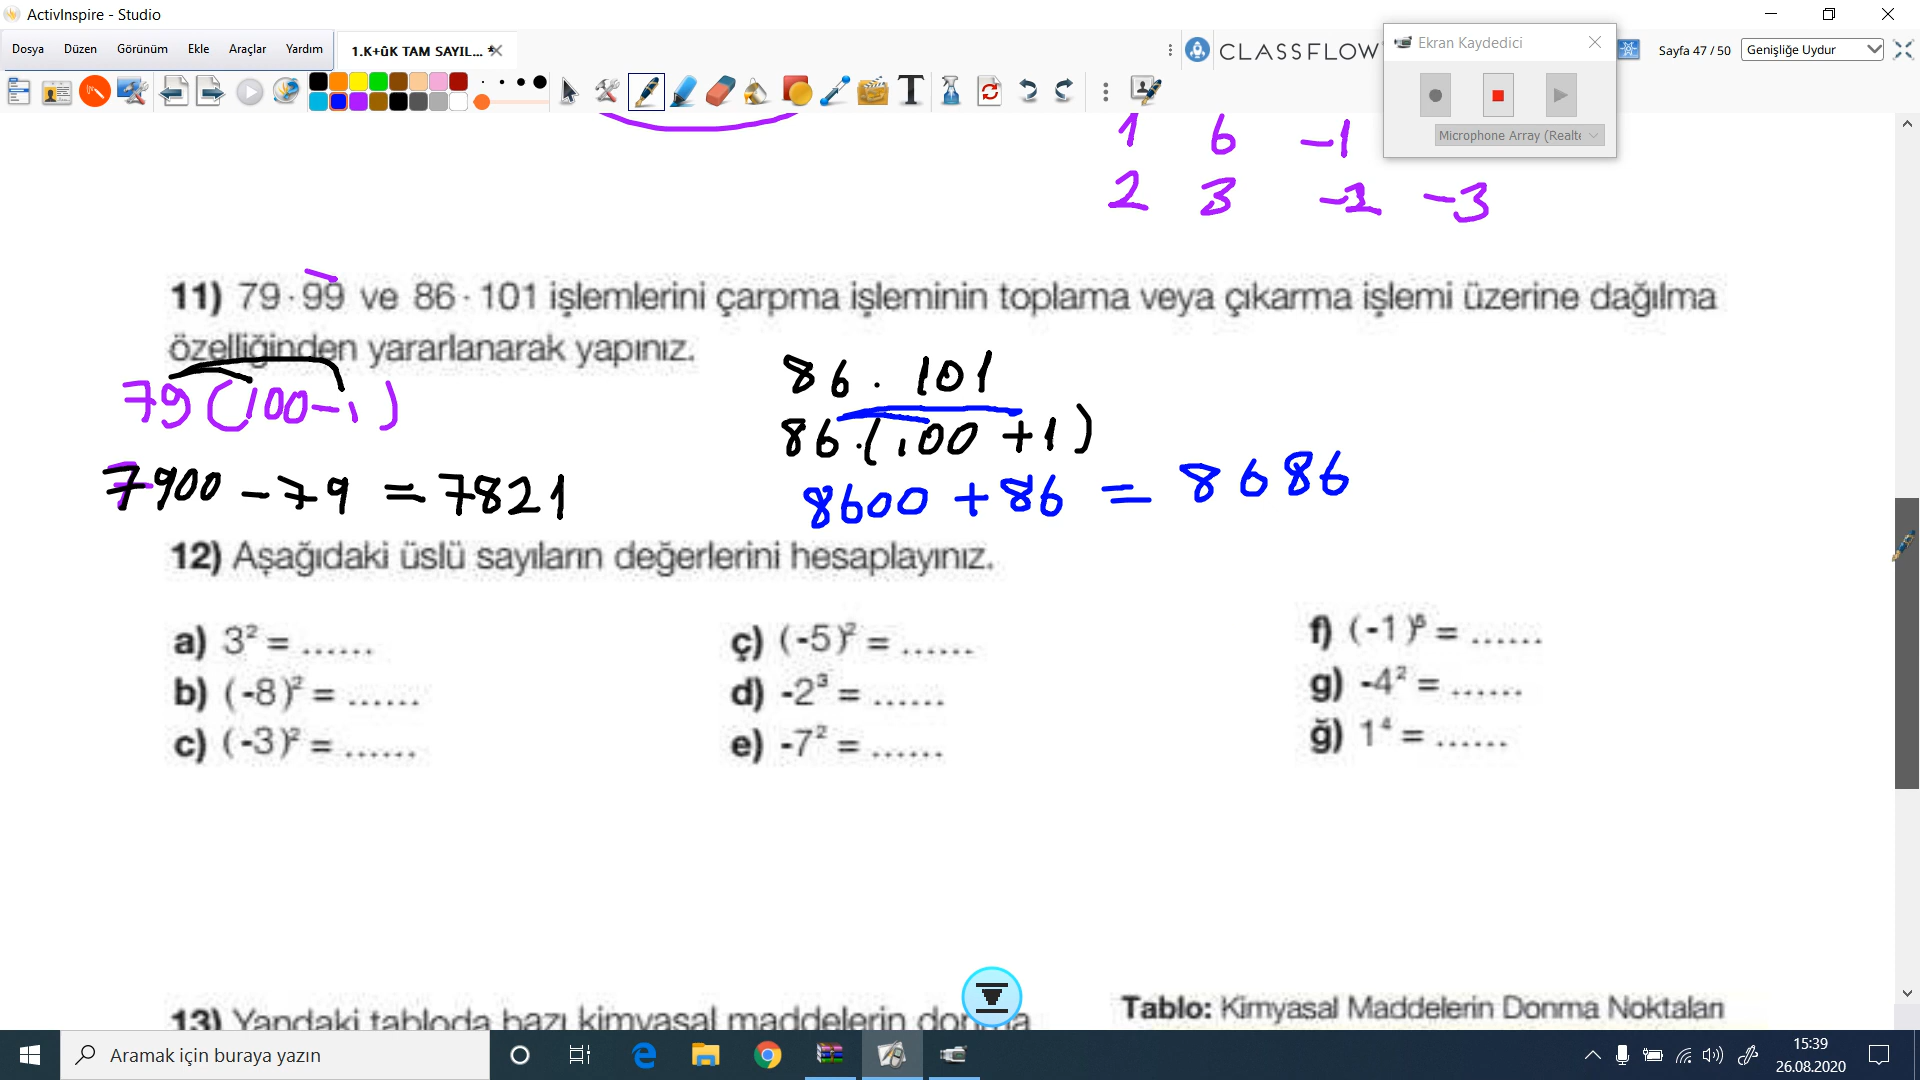 ActivInspire - Studio
Dosya Düzen Görünüm Ekle Araçlar Yardım
1.K+ûK TAM SAYIL... *
CLASSFLOW
Ekran Kaydedici
Sayfa 47 / 50
Genişliğe Uydur
Microphone Array (Realte
1 6 -1
2 3 -2 -3
11) 79 · 99 ve 86 · 101 işlemlerini çarpma işleminin toplama veya çıkarma işlemi üzerine dağılma
özelliğinden yararlanarak yapınız.
79 (100-1)
7900 - 79 = 7821
86 . 101
86 . (100 + 1)
8600 + 86 = 8686
12) Aşağıdaki üslü sayıların değerlerini hesaplayınız.
a) 3² = ......
b) (-8)² = ......
c) (-3)² = ......
ç) (-5)² = ......
d) -2³ = ......
e) -7² = ......
f) (-1) = ......
g) -4² = ......
ğ) 1⁴ = ......
13) Yandaki tabloda bazı kimyasal maddelerin donma
Tablo: Kimyasal Maddelerin Donma Noktaları
Aramak için buraya yazın
15:39
26.08.2020